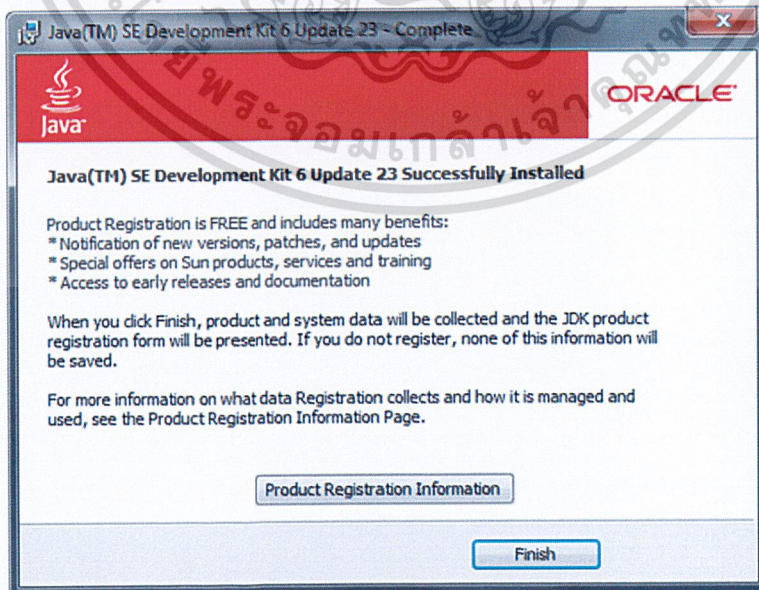 Java(TM) SE Development Kit 6 Update 23 - Complete
Java
ORACLE
Java(TM) SE Development Kit 6 Update 23 Successfully Installed
Product Registration is FREE and includes many benefits:
* Notification of new versions, patches, and updates
* Special offers on Sun products, services and training
* Access to early releases and documentation
When you click Finish, product and system data will be collected and the JDK product
registration form will be presented. If you do not register, none of this information will
be saved.
For more information on what data Registration collects and how it is managed and
used, see the Product Registration Information Page.
Product Registration Information
Finish